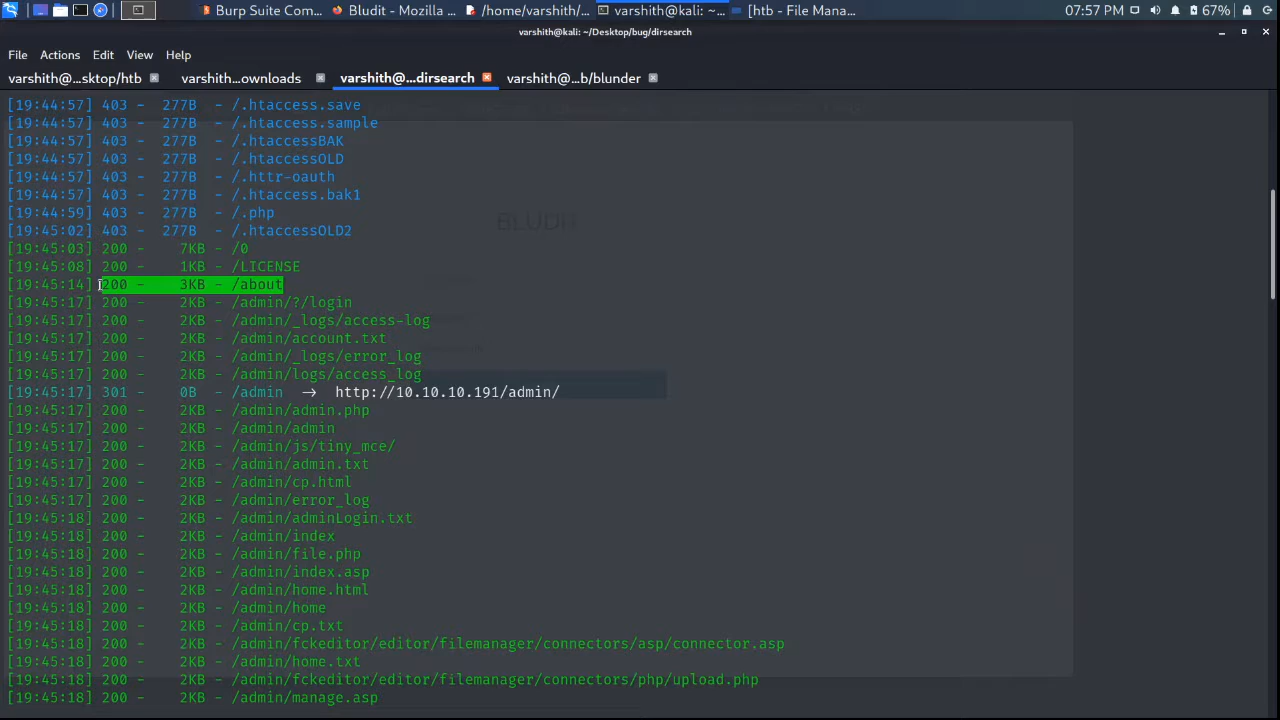 Burp Suite Com...
Bludit - Mozilla ...
/home/varshith/...
varshith@kali: ~...
[htb - File Mana...
07:57 PM
67%
varshith@kali: ~/Desktop/bug/dirsearch
File Actions Edit View Help
varshith@...sktop/htb
varshith...ownloads
varshith@...dirsearch
varshith@...b/blunder
[19:44:57] 403 - 277B - /.htaccess.save
[19:44:57] 403 - 277B - /.htaccess.sample
[19:44:57] 403 - 277B - /.htaccessBAK
[19:44:57] 403 - 277B - /.htaccessOLD
[19:44:57] 403 - 277B - /.httr-oauth
[19:44:57] 403 - 277B - /.htaccess.bak1
[19:44:59] 403 - 277B - /.php
[19:45:02] 403 - 277B - /.htaccessOLD2
[19:45:03] 200 - 7KB - /0
[19:45:08] 200 - 1KB - /LICENSE
[19:45:14] 200 - 3KB - /about
[19:45:17] 200 - 2KB - /admin/?/login
[19:45:17] 200 - 2KB - /admin/_logs/access-log
[19:45:17] 200 - 2KB - /admin/account.txt
[19:45:17] 200 - 2KB - /admin/_logs/error_log
[19:45:17] 200 - 2KB - /admin/logs/access_log
[19:45:17] 301 - 0B - /admin → http://10.10.10.191/admin/
[19:45:17] 200 - 2KB - /admin/admin.php
[19:45:17] 200 - 2KB - /admin/admin
[19:45:17] 200 - 2KB - /admin/js/tiny_mce/
[19:45:17] 200 - 2KB - /admin/admin.txt
[19:45:17] 200 - 2KB - /admin/cp.html
[19:45:17] 200 - 2KB - /admin/error_log
[19:45:18] 200 - 2KB - /admin/adminLogin.txt
[19:45:18] 200 - 2KB - /admin/index
[19:45:18] 200 - 2KB - /admin/file.php
[19:45:18] 200 - 2KB - /admin/index.asp
[19:45:18] 200 - 2KB - /admin/home.html
[19:45:18] 200 - 2KB - /admin/home
[19:45:18] 200 - 2KB - /admin/cp.txt
[19:45:18] 200 - 2KB - /admin/fckeditor/editor/filemanager/connectors/asp/connector.asp
[19:45:18] 200 - 2KB - /admin/home.txt
[19:45:18] 200 - 2KB - /admin/fckeditor/editor/filemanager/connectors/php/upload.php
[19:45:18] 200 - 2KB - /admin/manage.asp
BLUDIT